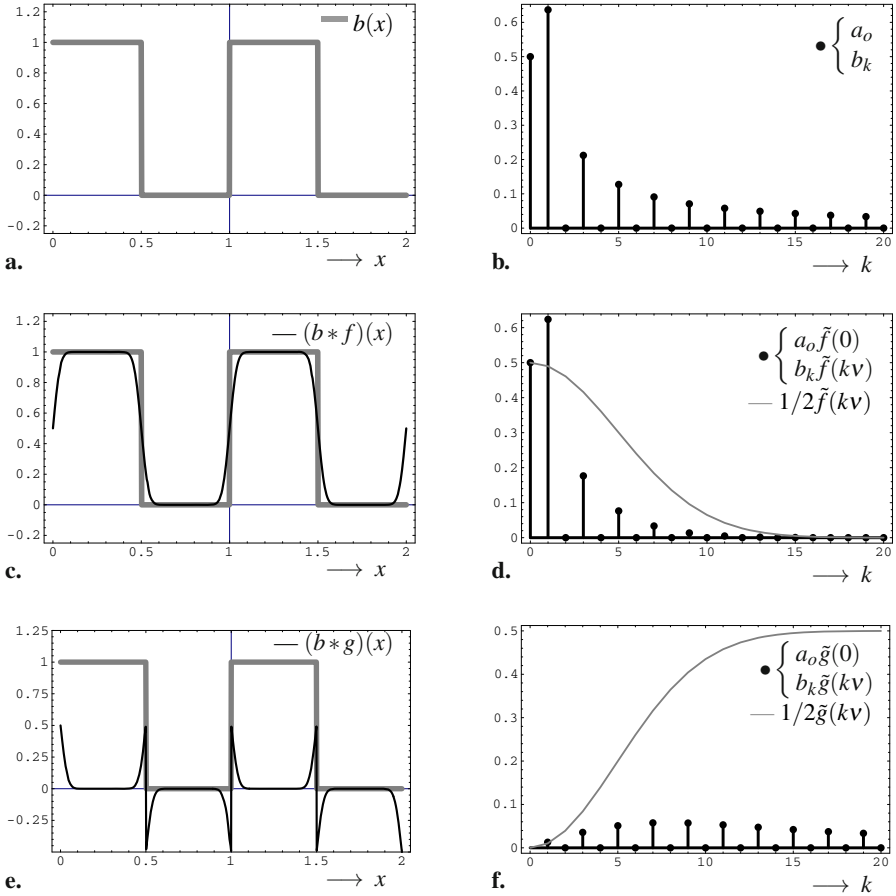 1.2
1
0.8
0.6
0.4
0.2
0
-0.2
0 0.5 1 1.5 2
b(x)
a. ⟶ x
0.6
0.5
0.4
0.3
0.2
0.1
0
0 5 10 15 20
a_o
b_k
b. ⟶ k
1.2
1
0.8
0.6
0.4
0.2
0
-0.2
0 0.5 1 1.5 2
(b ∗ f)(x)
c. ⟶ x
0.6
0.5
0.4
0.3
0.2
0.1
0
0 5 10 15 20
a_o f̃(0)
b_k f̃(kν)
1/2 f̃(kν)
d. ⟶ k
1.25
1
0.75
0.5
0.25
0
-0.25
0 0.5 1 1.5 2
(b ∗ g)(x)
e. ⟶ x
0.5
0.4
0.3
0.2
0.1
0
0 5 10 15 20
a_o g̃(0)
b_k g̃(kν)
1/2 g̃(kν)
f. ⟶ k